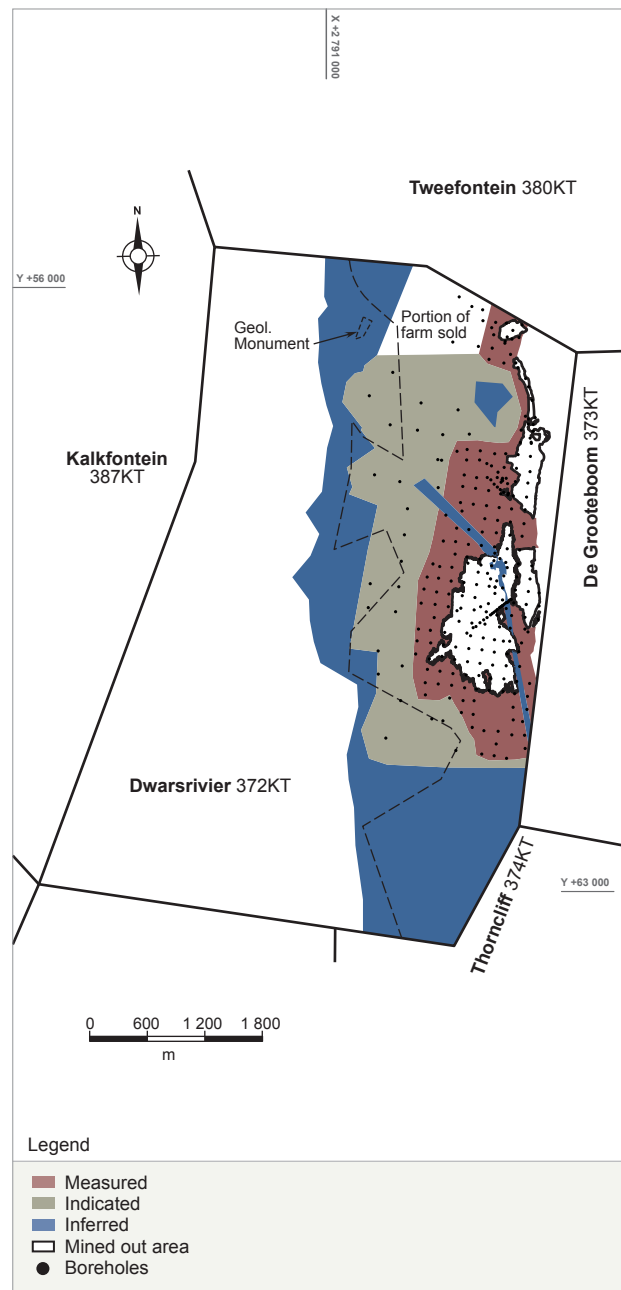 X +2 791 000
Tweefontein 380KT
N
Y +56 000
Geol.
Monument
Portion of
farm sold
Kalkfontein
387KT
De Grooteboom 373KT
Dwarsrivier 372KT
Thorncliff 374KT
Y +63 000
0 600 1 200 1 800
m
Legend
Measured
Indicated
Inferred
Mined out area
Boreholes